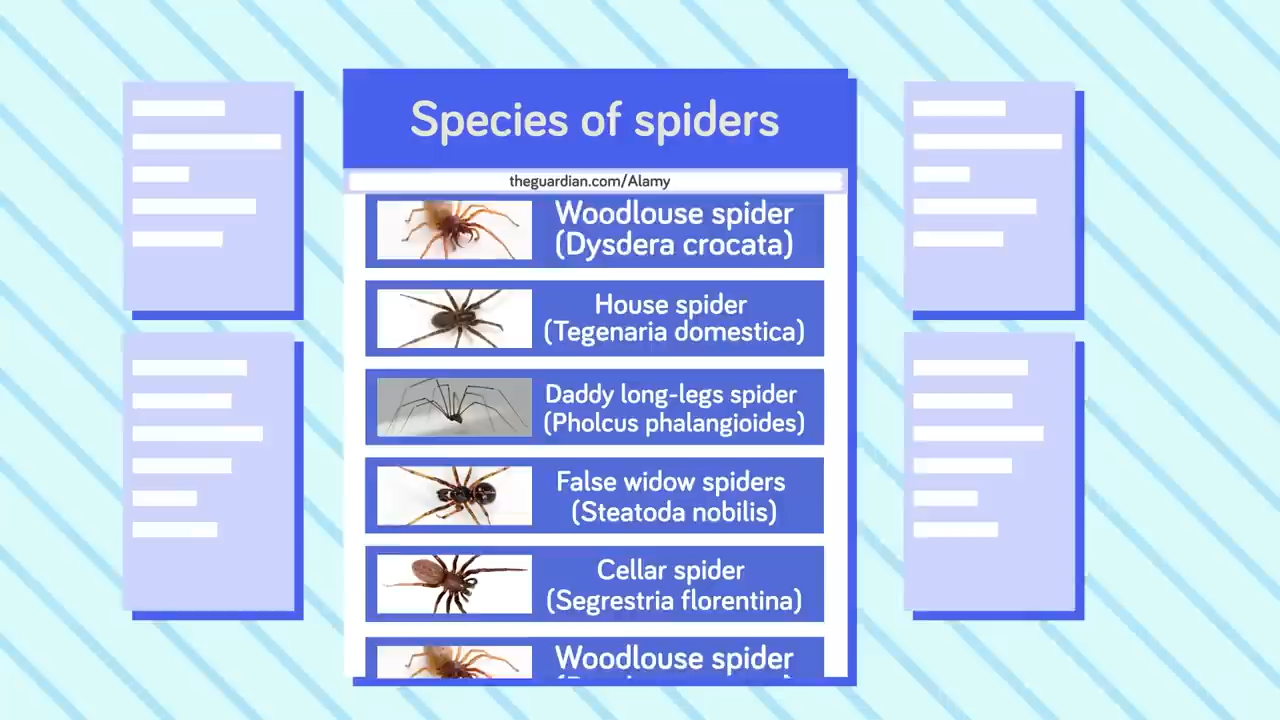 Species of spiders
theguardian.com/Alamy
Woodlouse spider
(Dysdera crocata)
House spider
(Tegenaria domestica)
Daddy long-legs spider
(Pholcus phalangioides)
False widow spiders
(Steatoda nobilis)
Cellar spider
(Segrestria florentina)
Woodlouse spider